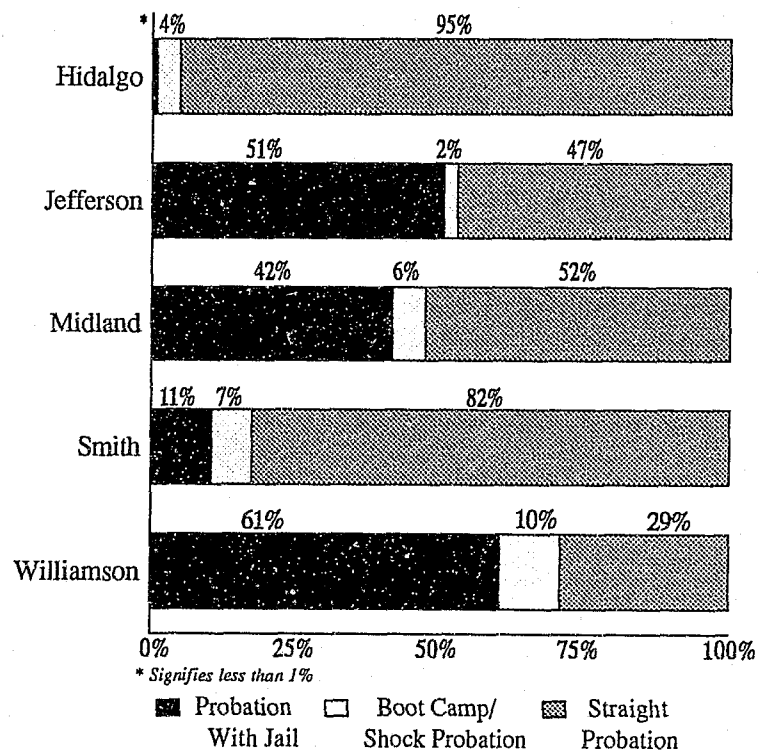 * 4% 95%
Hidalgo
51% 2% 47%
Jefferson
42% 6% 52%
Midland
11% 7% 82%
Smith
61% 10% 29%
Williamson
0% 25% 50% 75% 100%
* Signifies less than 1%
Probation Boot Camp/ Straight
With Jail Shock Probation Probation